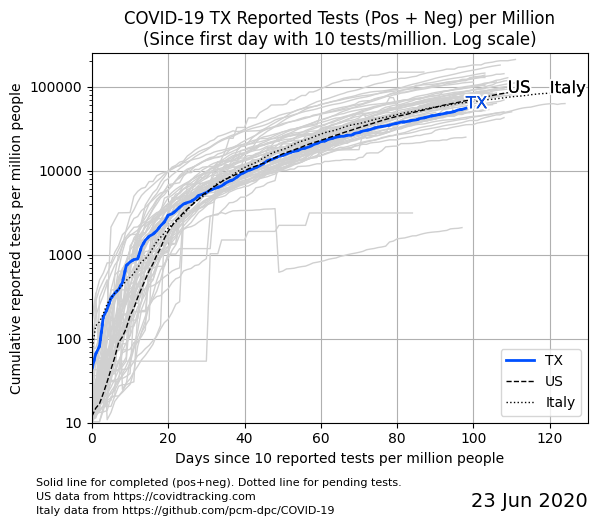 COVID-19 TX Reported Tests (Pos + Neg) per Million
(Since first day with 10 tests/million. Log scale)
Cumulative reported tests per million people
100000
10000
1000
100
10
US
Italy
TX
TX
US
Italy
0
20
40
60
80
100
120
Days since 10 reported tests per million people
Solid line for completed (pos+neg). Dotted line for pending tests.
US data from https://covidtracking.com
Italy data from https://github.com/pcm-dpc/COVID-19
23 Jun 2020